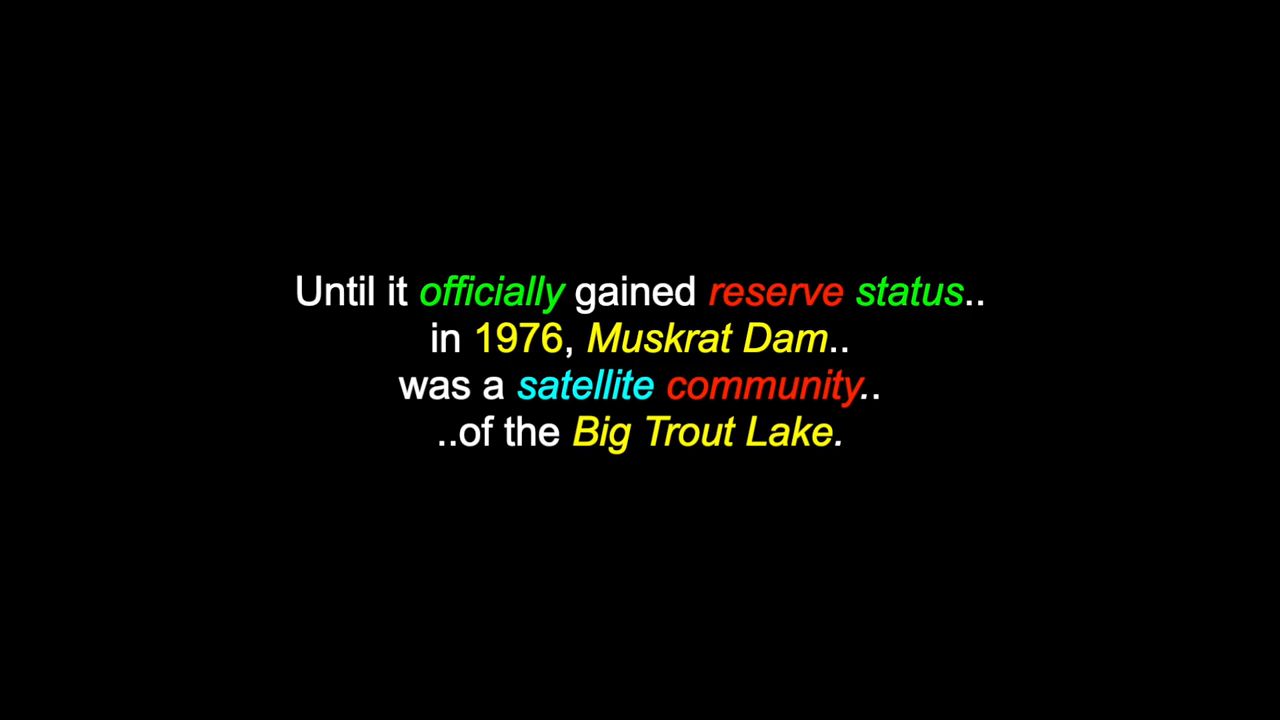 Until it officially gained reserve status..
in 1976, Muskrat Dam..
was a satellite community..
..of the Big Trout Lake.